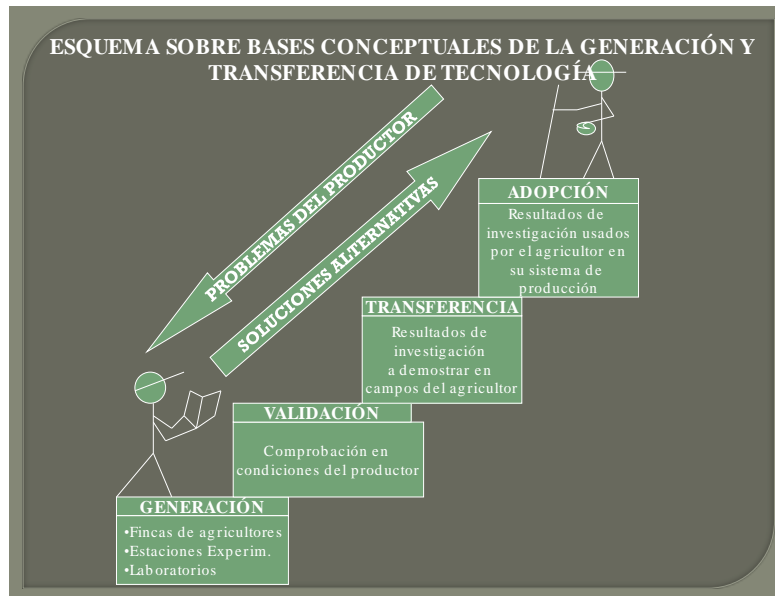 ESQUEMA SOBRE BASES CONCEPTUALES DE LA GENERACIÓN Y
TRANSFERENCIA DE TECNOLOGÍA
PROBLEMAS DEL PRODUCTOR
SOLUCIONES ALTERNATIVAS
ADOPCIÓN
Resultados de
investigación usados
por el agricultor en
su sistema de
producción
TRANSFERENCIA
Resultados de
investigación
a demostrar en
campos del agricultor
VALIDACIÓN
Comprobación en
condiciones del productor
GENERACIÓN
•Fincas de agricultores
•Estaciones Experim.
•Laboratorios